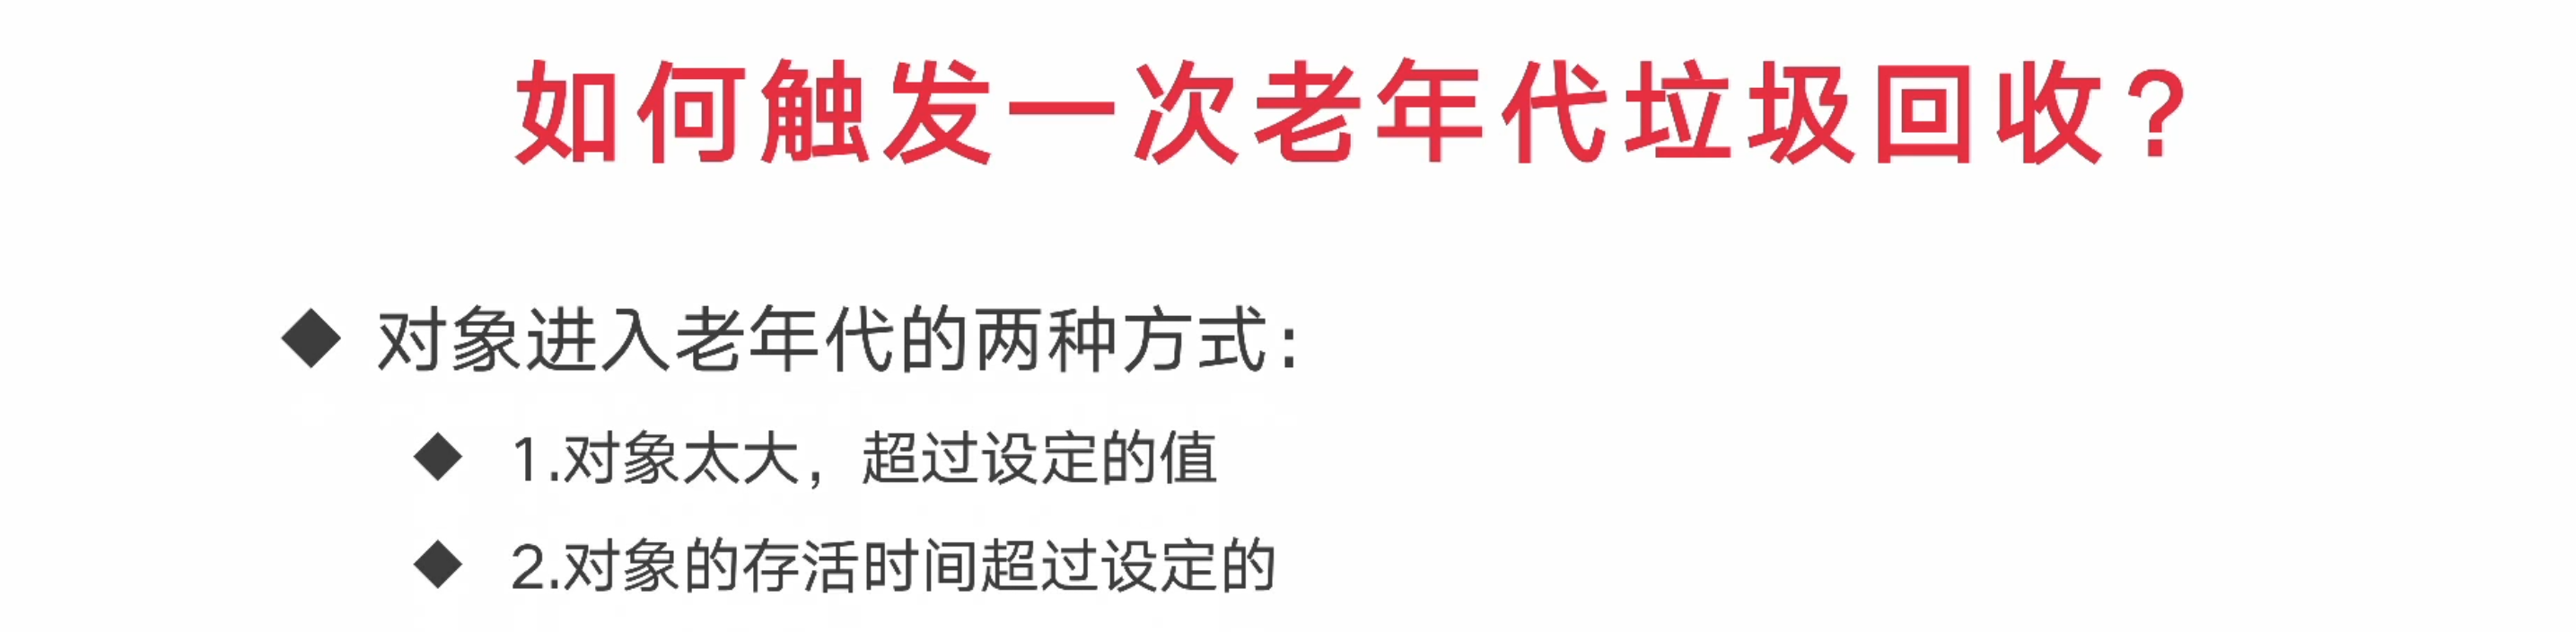 如何触发一次老年代垃圾回收？
◆ 对象进入老年代的两种方式：
◆ 1.对象太大，超过设定的值
◆ 2.对象的存活时间超过设定的